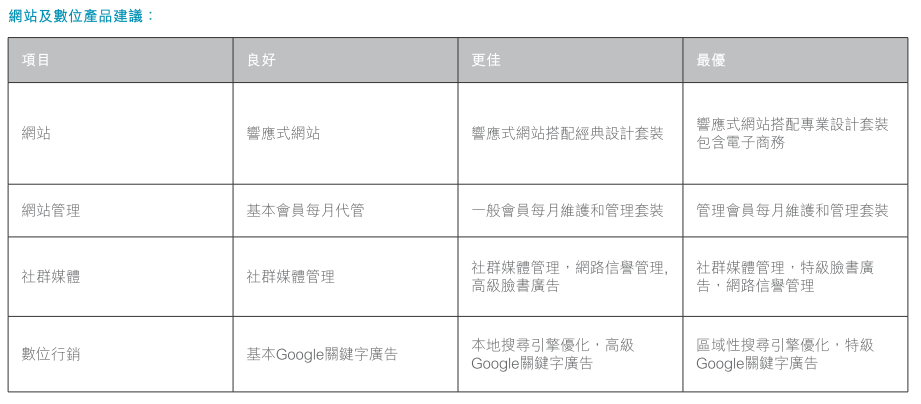 網站及數位產品建議：
項目
良好
更佳
最優
網站
響應式網站
響應式網站搭配經典設計套裝
響應式網站搭配專業設計套裝
包含電子商務
網站管理
基本會員每月代管
一般會員每月維護和管理套裝
管理會員每月維護和管理套裝
社群媒體
社群媒體管理
社群媒體管理，網路信譽管理,
高級臉書廣告
社群媒體管理，特級臉書廣
告，網路信譽管理
數位行銷
基本Google關鍵字廣告
本地搜尋引擎優化，高級
Google關鍵字廣告
區域性搜尋引擎優化，特級
Google關鍵字廣告